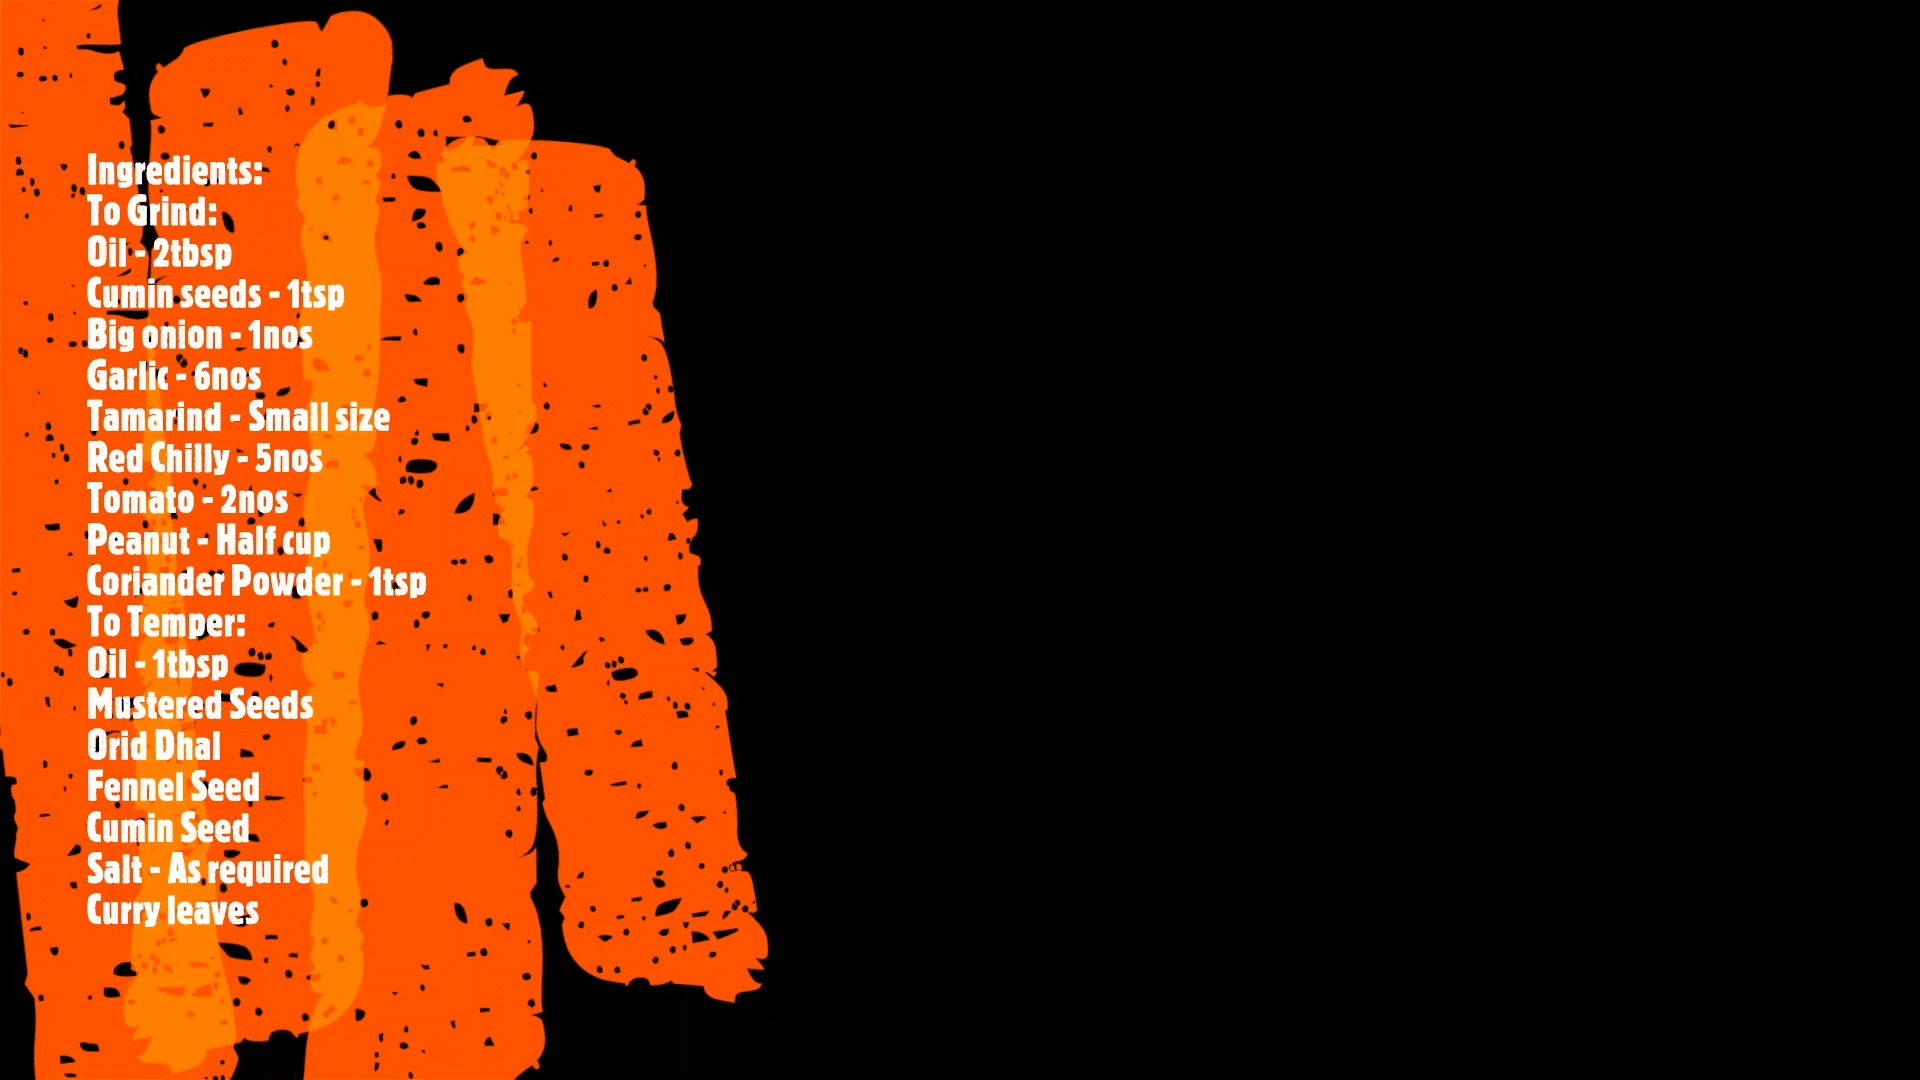 Ingredients:
To Grind:
Oil - 2tbsp
Cumin seeds - 1tsp
Big onion - 1nos
Garlic - 6nos
Tamarind - Small size
Red Chilly - 5nos
Tomato - 2nos
Peanut - Half cup
Coriander Powder - 1tsp
To Temper:
Oil - 1tbsp
Mustered Seeds
Orid Dhal
Fennel Seed
Cumin Seed
Salt - As required
Curry leaves